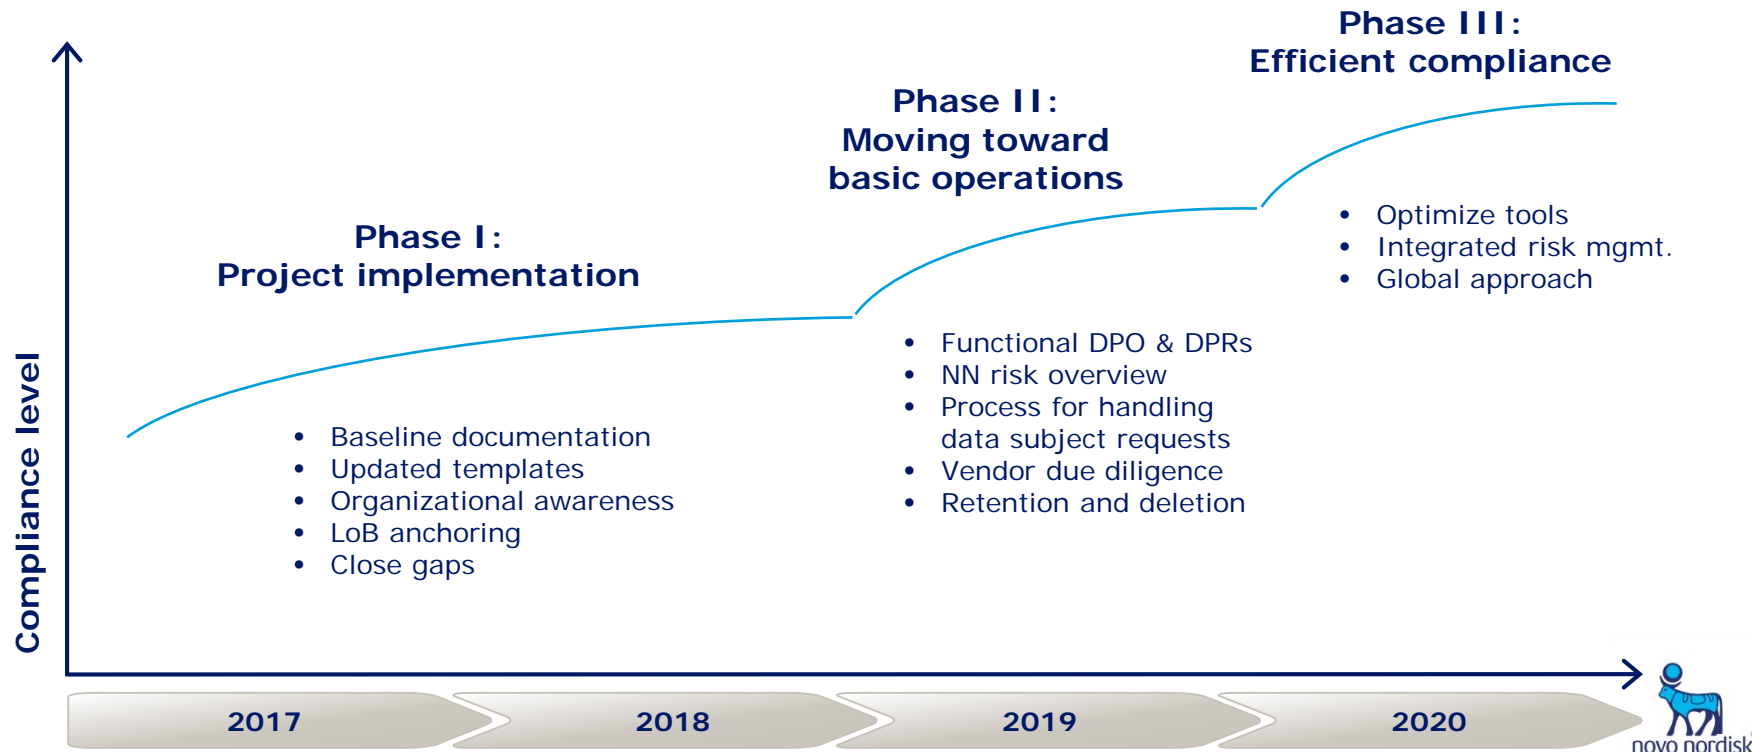 Phase III:
Efficient compliance
Phase II:
Moving toward
basic operations
Phase I:
Project implementation
• Optimize tools
• Integrated risk mgmt.
• Global approach
• Functional DPO & DPRs
• NN risk overview
• Process for handling
data subject requests
• Vendor due diligence
• Retention and deletion
• Baseline documentation
• Updated templates
• Organizational awareness
• LoB anchoring
• Close gaps
Compliance level
2017
2018
2019
2020
novo nordisk